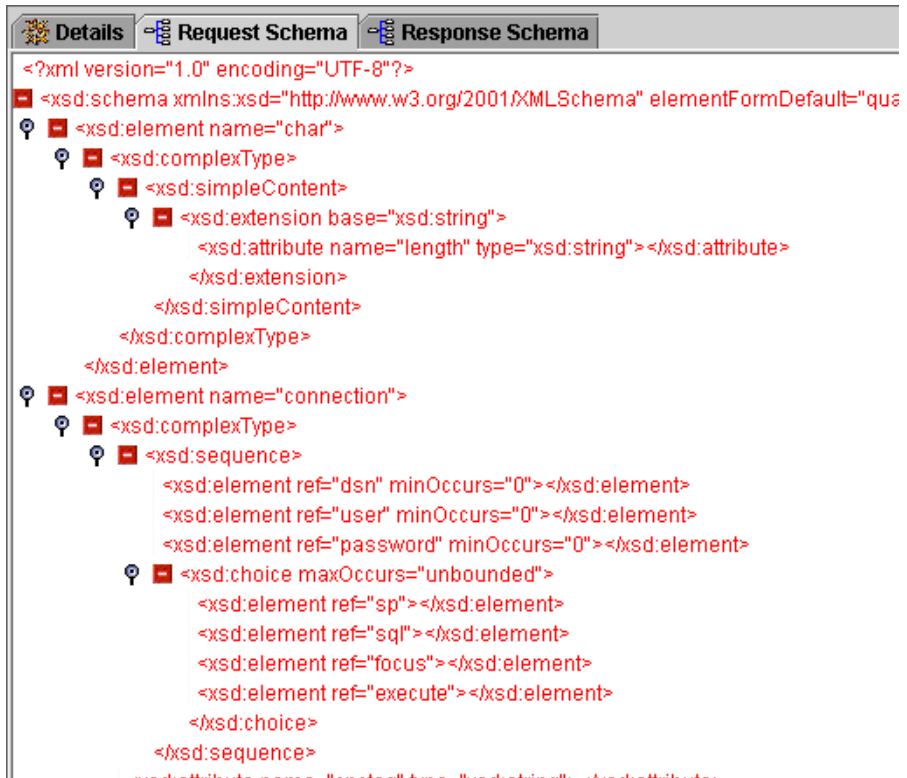 Details Request Schema Response Schema
<?xml version="1.0" encoding="UTF-8"?>
<xsd:schema xmlns:xsd="http://www.w3.org/2001/XMLSchema" elementFormDefault="qua
<xsd:element name="char">
<xsd:complexType>
<xsd:simpleContent>
<xsd:extension base="xsd:string">
<xsd:attribute name="length" type="xsd:string"></xsd:attribute>
</xsd:extension>
</xsd:simpleContent>
</xsd:complexType>
</xsd:element>
<xsd:element name="connection">
<xsd:complexType>
<xsd:sequence>
<xsd:element ref="dsn" minOccurs="0"></xsd:element>
<xsd:element ref="user" minOccurs="0"></xsd:element>
<xsd:element ref="password" minOccurs="0"></xsd:element>
<xsd:choice maxOccurs="unbounded">
<xsd:element ref="sp"></xsd:element>
<xsd:element ref="sql"></xsd:element>
<xsd:element ref="focus"></xsd:element>
<xsd:element ref="execute"></xsd:element>
</xsd:choice>
</xsd:sequence>